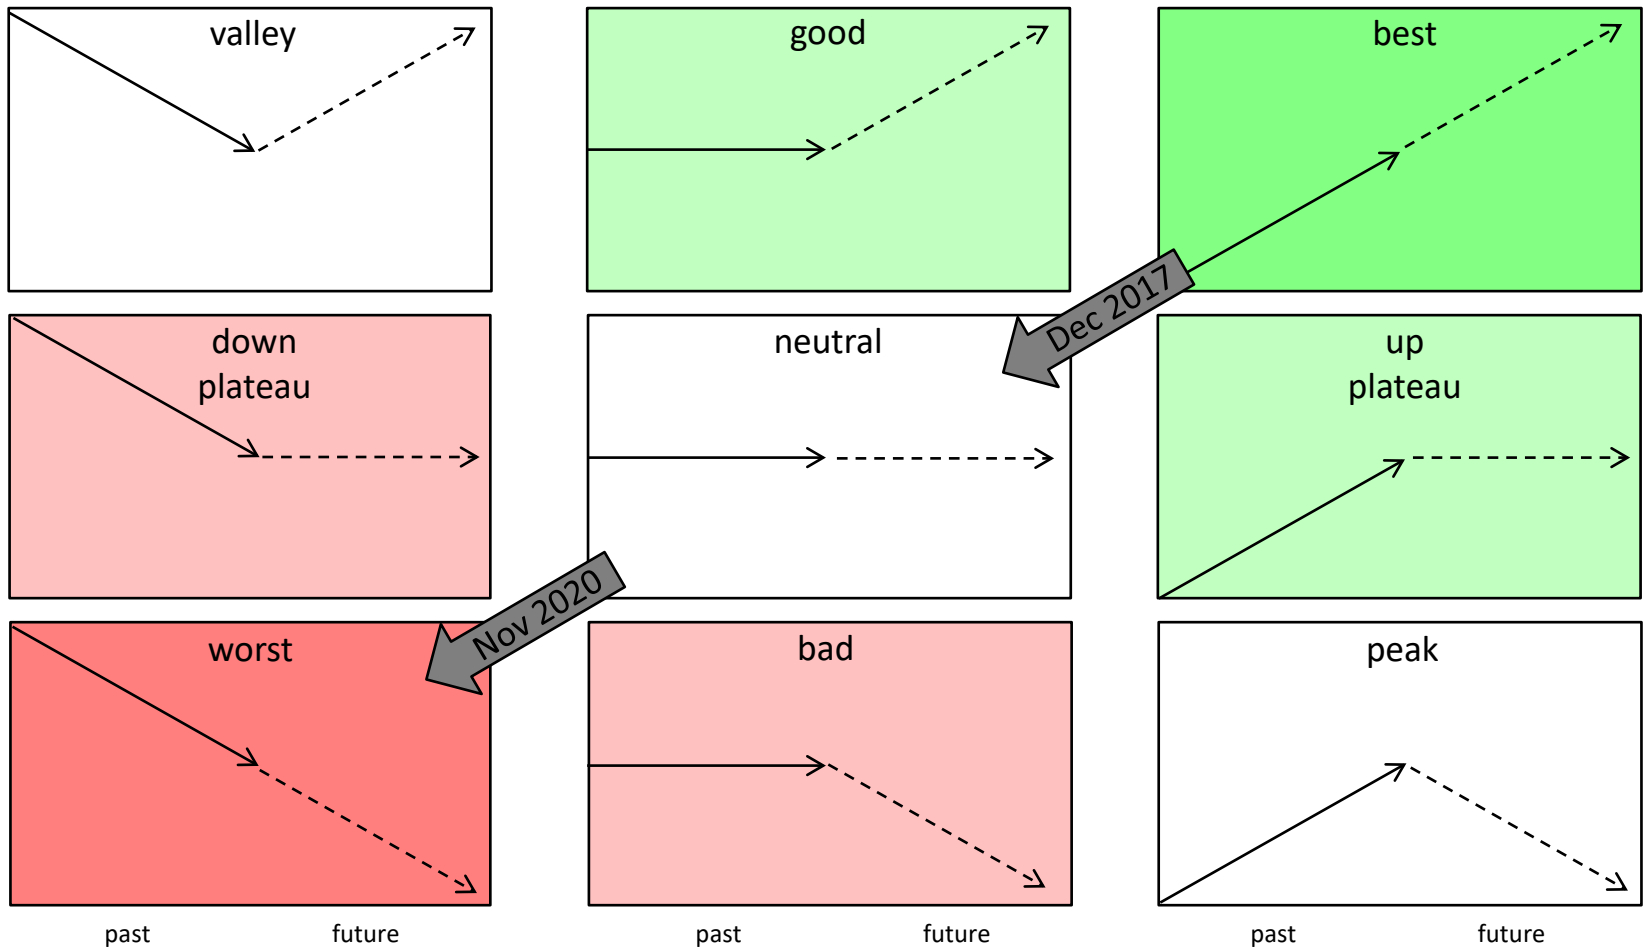 valley
good
best
Dec 2017
down
plateau
neutral
up
plateau
Nov 2020
worst
bad
peak
past
future
past
future
past
future